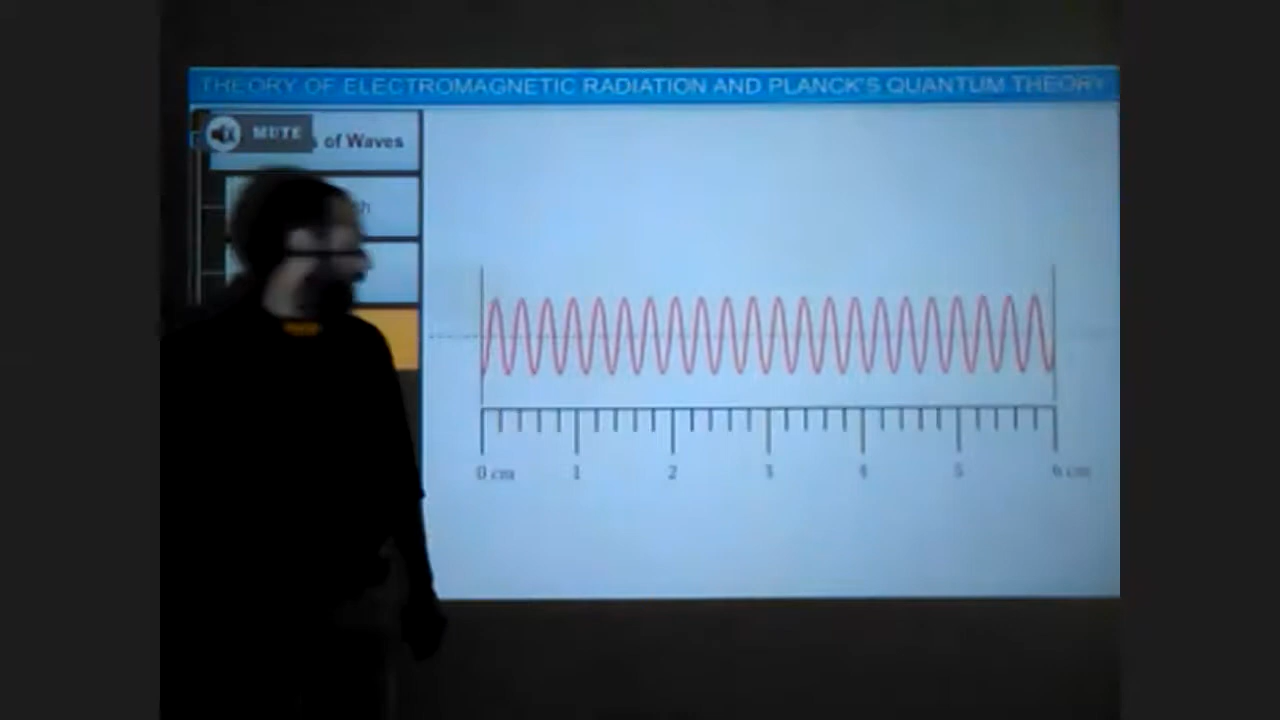 THEORY OF ELECTROMAGNETIC RADIATION AND PLANCK'S QUANTUM THEORY
MUTE
of Waves
0 cm 1 2 3 4 5 6 cm